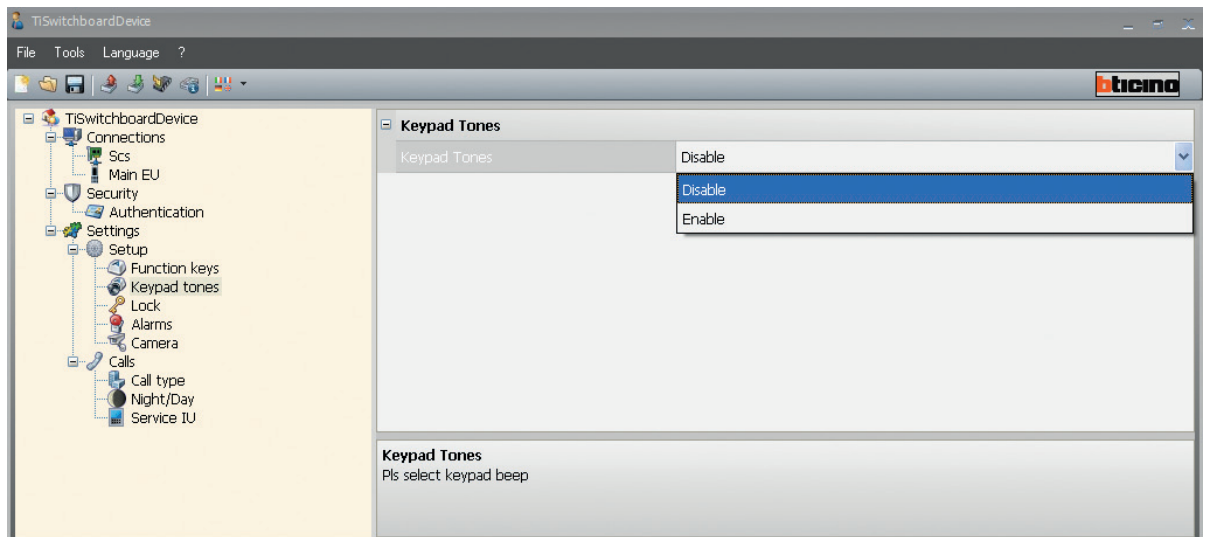 TiSwitchboardDevice
File Tools Language ?
bticino
TiSwitchboardDevice
Connections
Scs
Main EU
Security
Authentication
Settings
Setup
Function keys
Keypad tones
Lock
Alarms
Camera
Calls
Call type
Night/Day
Service IU
Keypad Tones
Keypad Tones Disable
Disable
Enable
Keypad Tones
Pls select keypad beep